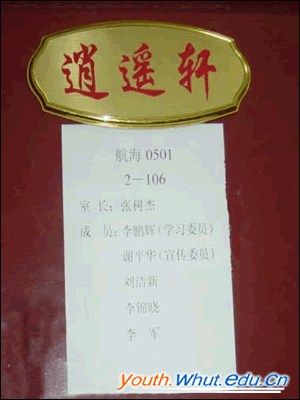 逍遥轩
航海 0501
2—106
室 长：张树杰
成 员：李鹏辉（学习委员）
谢平华（宣传委员）
刘洁新
李锦晓
李 军
Youth.Whut.edu.Cn